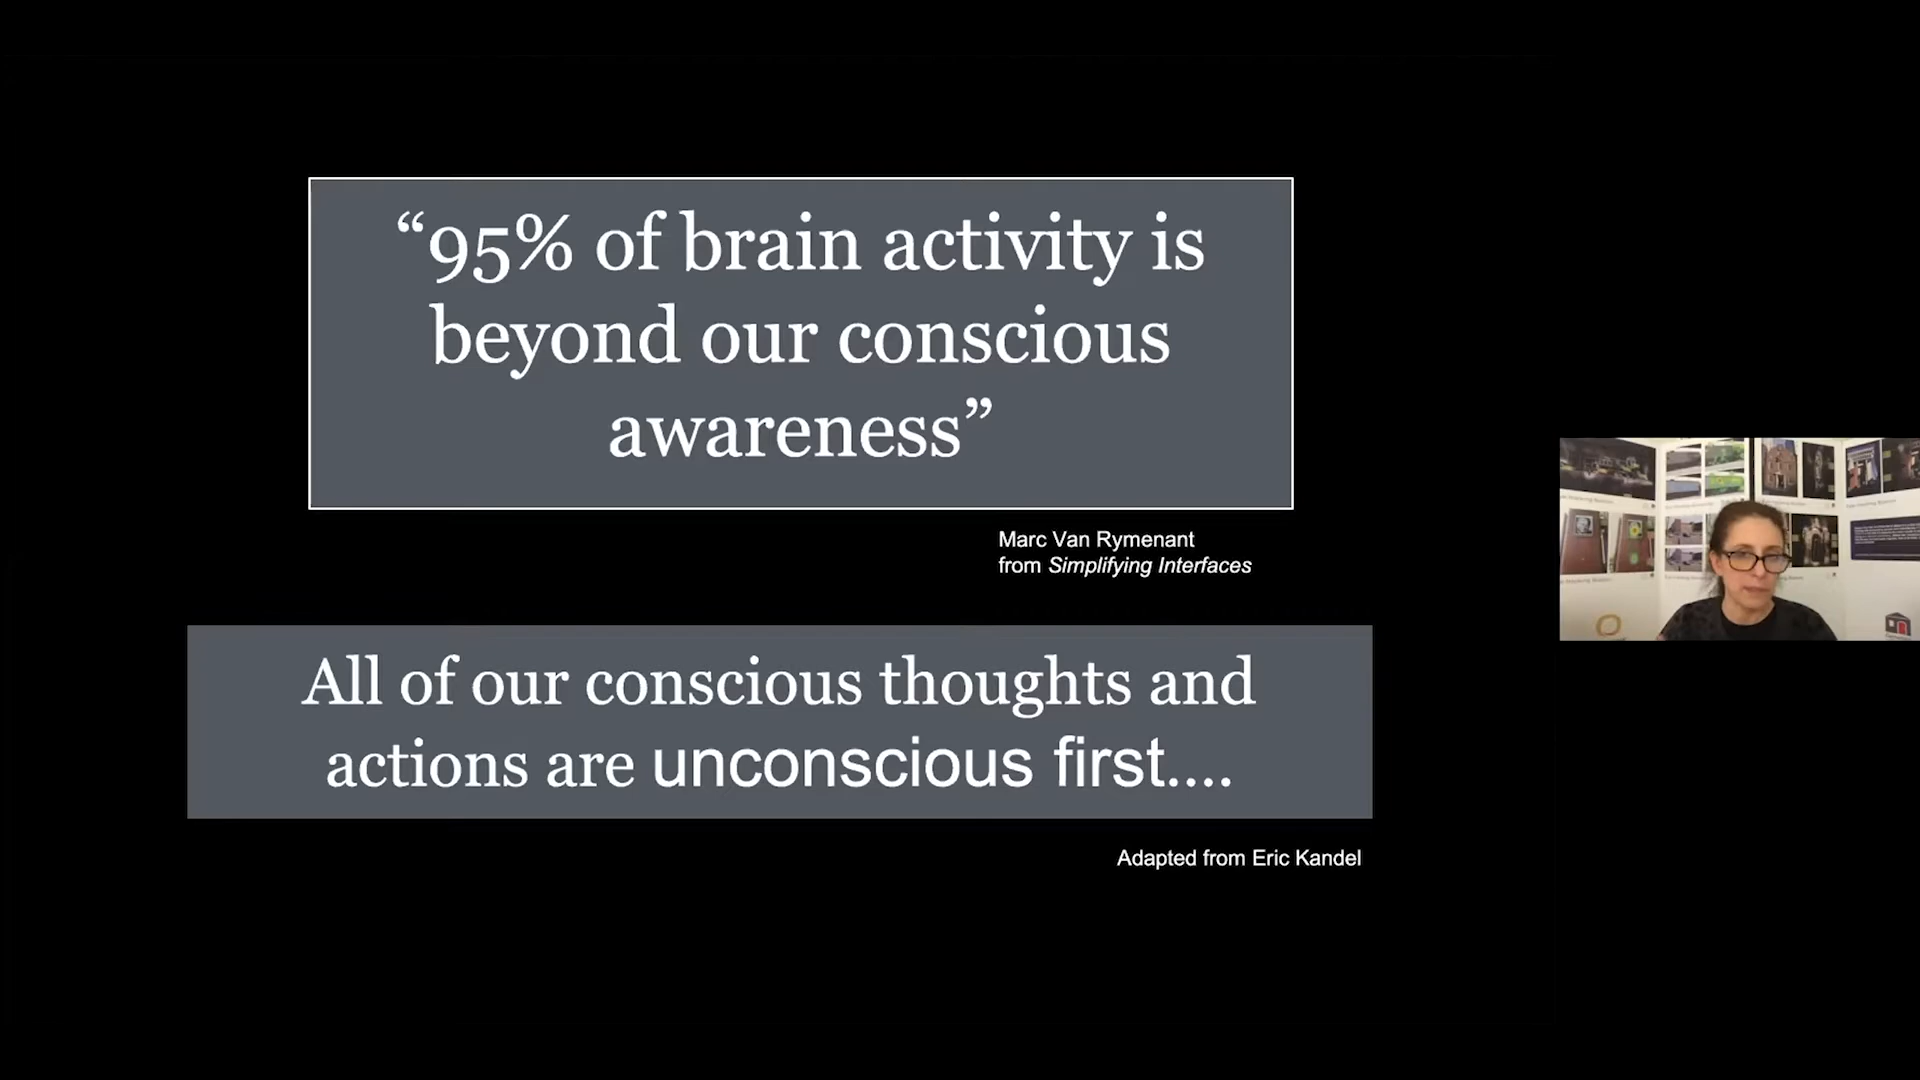 “95% of brain activity is
beyond our conscious
awareness”
Marc Van Rymenant
from Simplifying Interfaces
All of our conscious thoughts and
actions are unconscious first....
Adapted from Eric Kandel